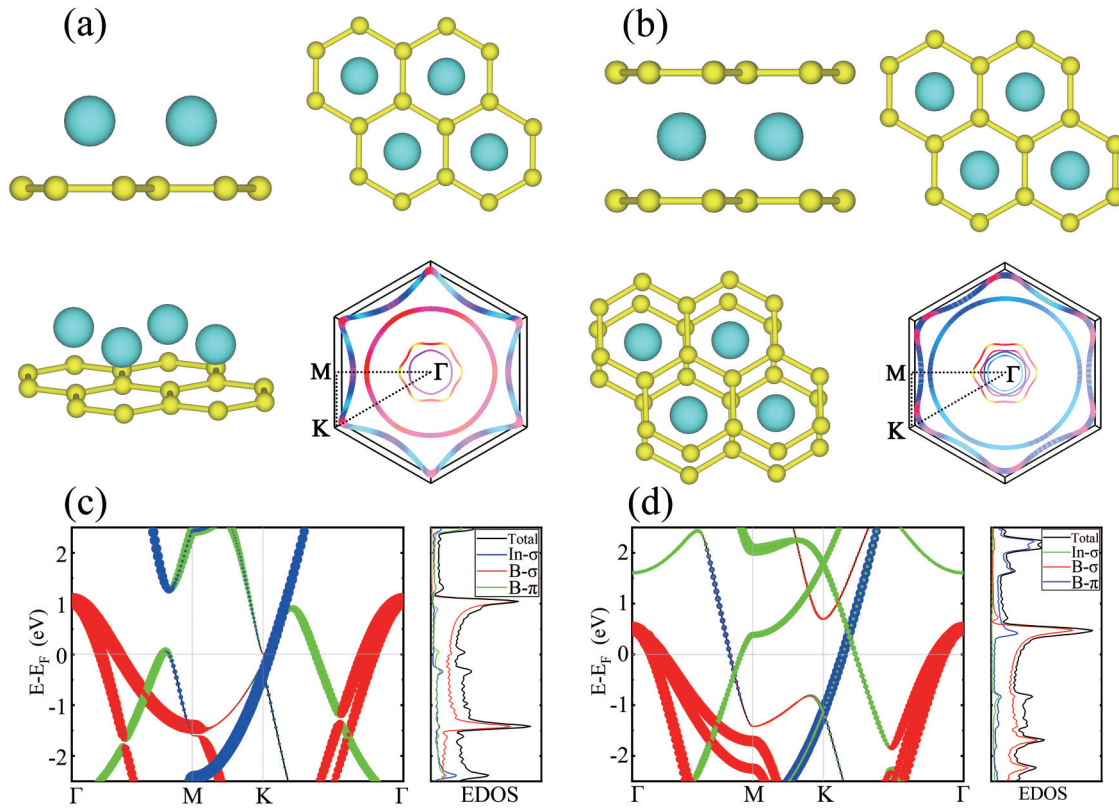 (a)
(b)
M
Γ
K
M
Γ
K
(c)
(d)
2
1
0
-1
-2
E-E_F (eV)
Γ
M
K
Γ
Total
In-σ
B-σ
B-π
EDOS
2
1
0
-1
-2
E-E_F (eV)
Γ
M
K
Γ
Total
In-σ
B-σ
B-π
EDOS